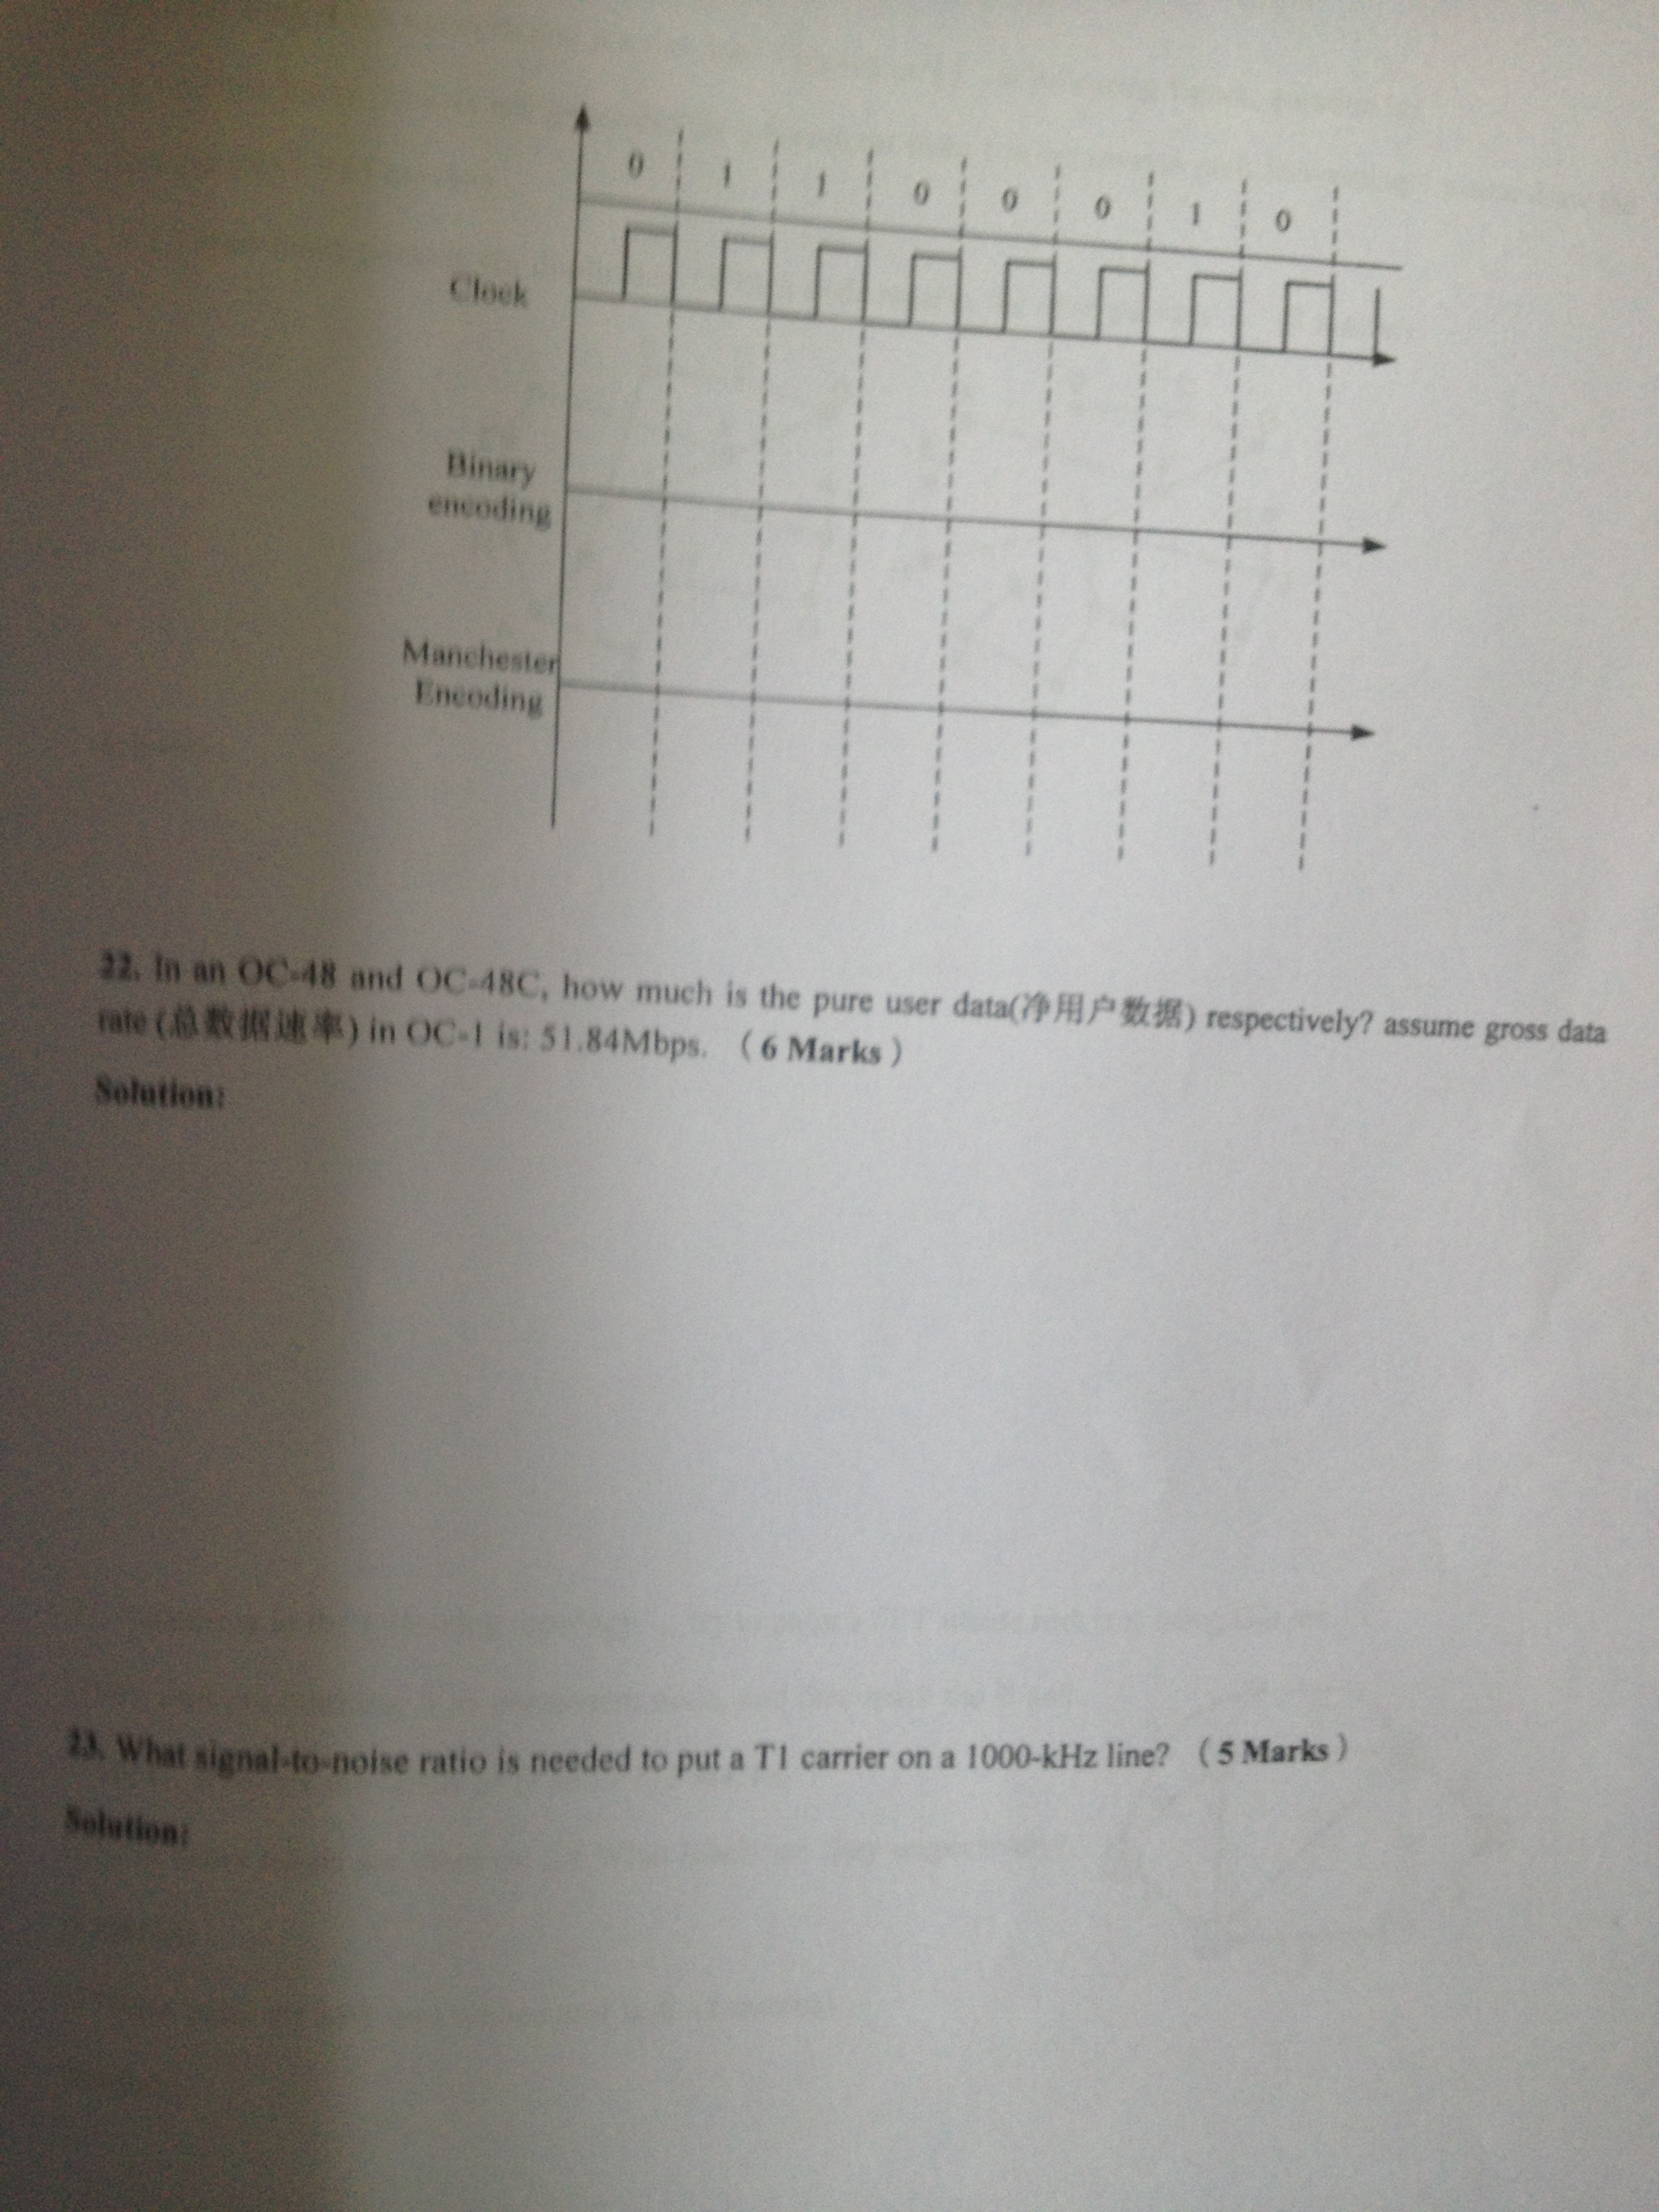 0 1 1 0 0 0 1 0
Clock
Binary
encoding
Manchester
Encoding
22. In an OC-48 and OC-48C, how much is the pure user data(净用户数据) respectively? assume gross data
rate (总数据速率) in OC-1 is: 51.84Mbps. （6 Marks）
Solution:
23. What signal-to-noise ratio is needed to put a T1 carrier on a 1000-kHz line? （5 Marks）
Solution: